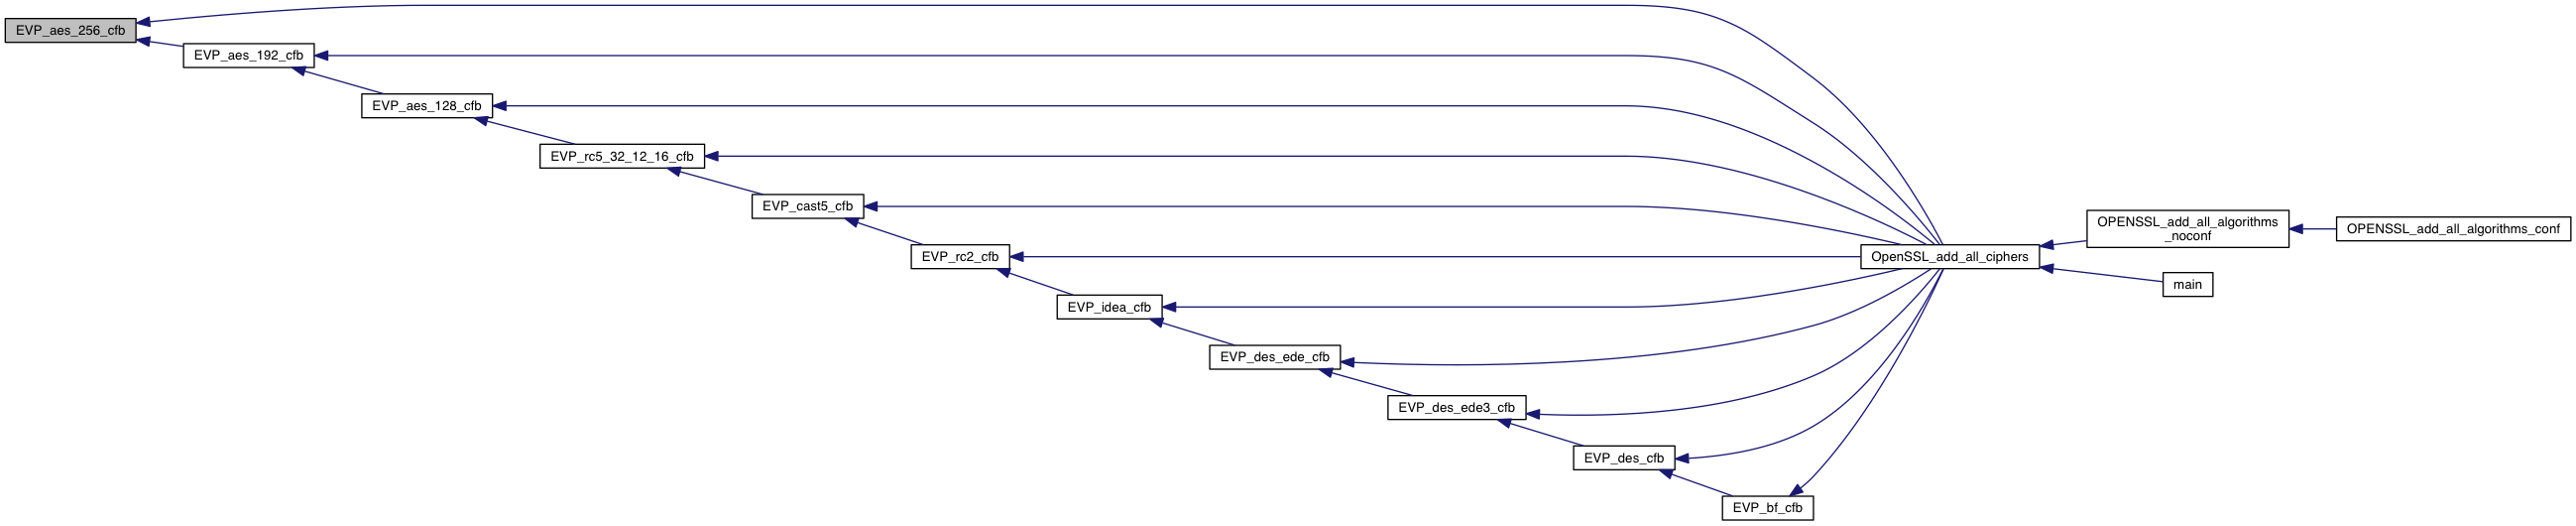 EVP_aes_256_cfb
EVP_aes_192_cfb
EVP_aes_128_cfb
EVP_rc5_32_12_16_cfb
EVP_cast5_cfb
EVP_rc2_cfb
EVP_idea_cfb
EVP_des_ede_cfb
EVP_des_ede3_cfb
EVP_des_cfb
EVP_bf_cfb
OpenSSL_add_all_ciphers
OPENSSL_add_all_algorithms
_noconf
OPENSSL_add_all_algorithms_conf
main